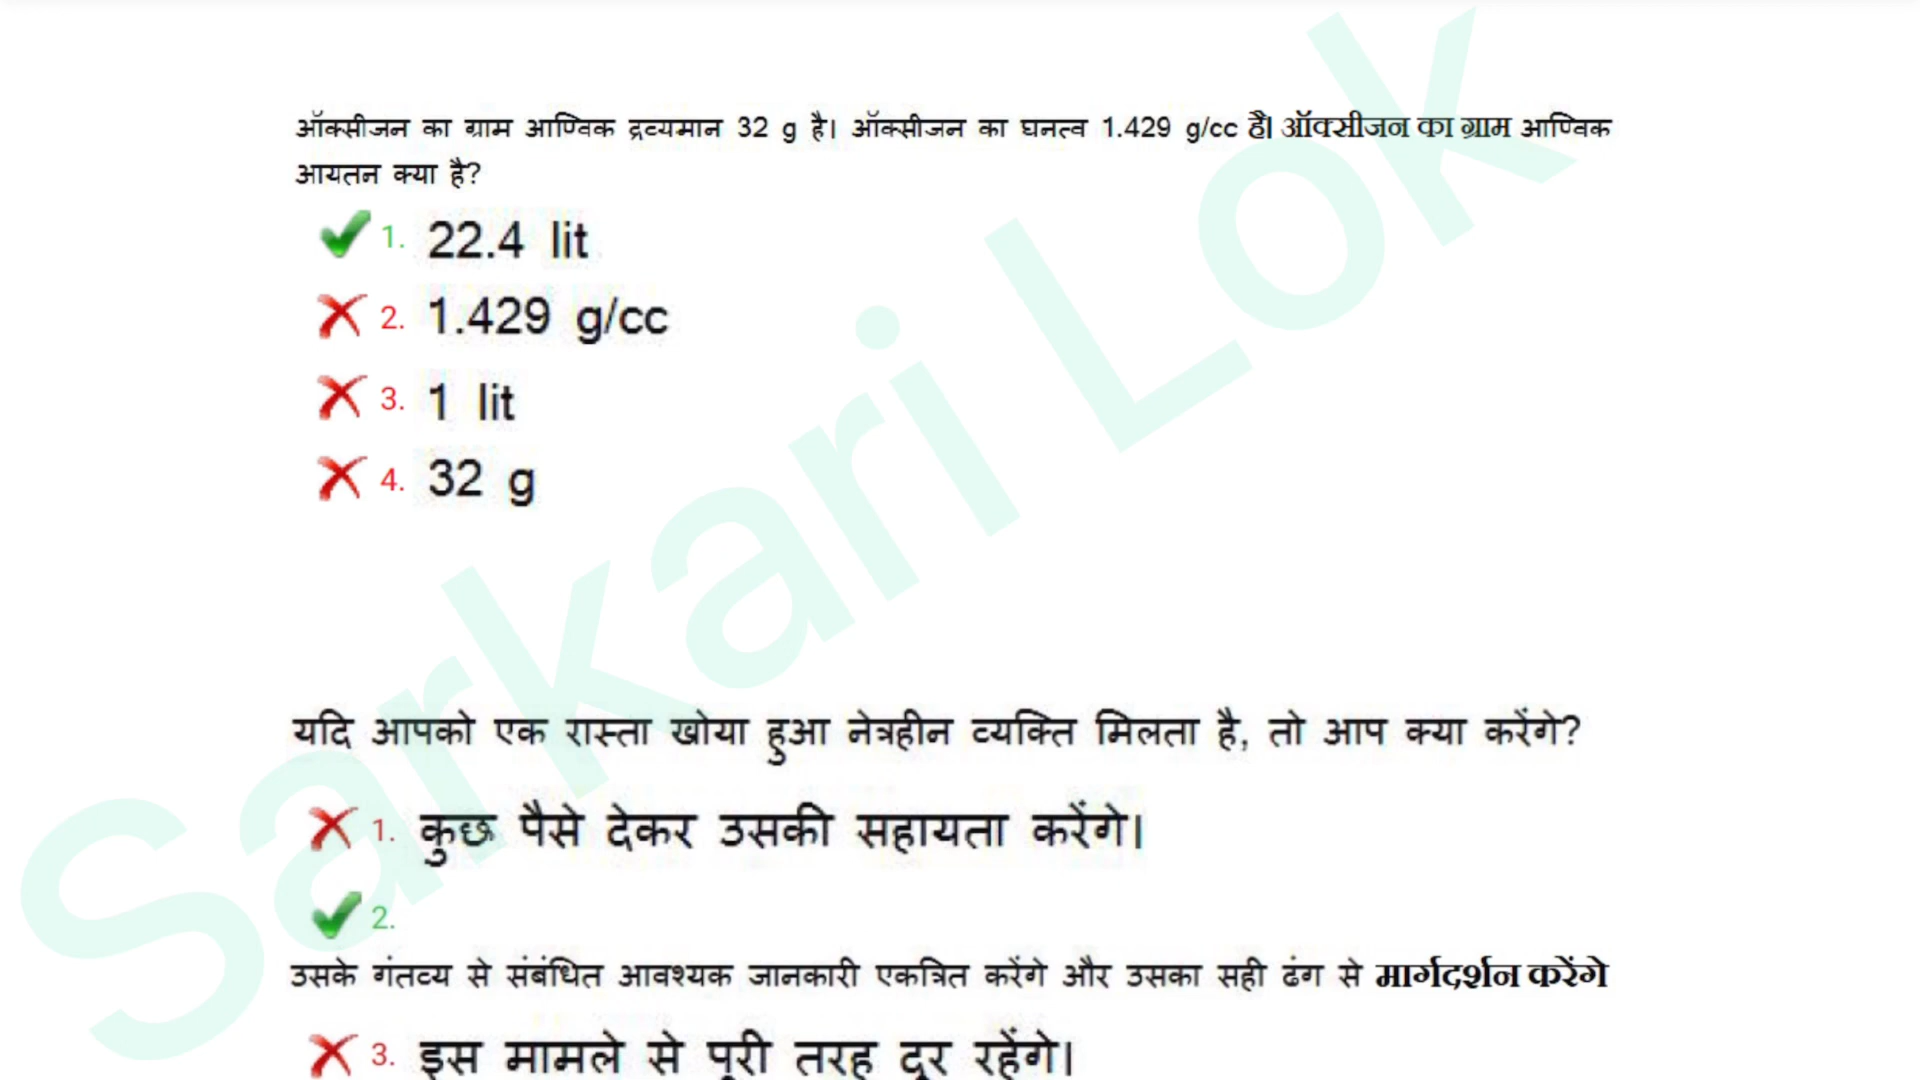 ऑक्सीजन का ग्राम आण्विक द्रव्यमान 32 g है। ऑक्सीजन का घनत्व 1.429 g/cc है। ऑक्सीजन का ग्राम आण्विक
आयतन क्या है?
1. 22.4 lit
2. 1.429 g/cc
3. 1 lit
4. 32 g
यदि आपको एक रास्ता खोया हुआ नेत्रहीन व्यक्ति मिलता है, तो आप क्या करेंगे?
1. कुछ पैसे देकर उसकी सहायता करेंगे।
2.
उसके गंतव्य से संबंधित आवश्यक जानकारी एकत्रित करेंगे और उसका सही ढंग से मार्गदर्शन करेंगे
3. इस मामले से पूरी तरह दूर रहेंगे।
Sarkari Lok